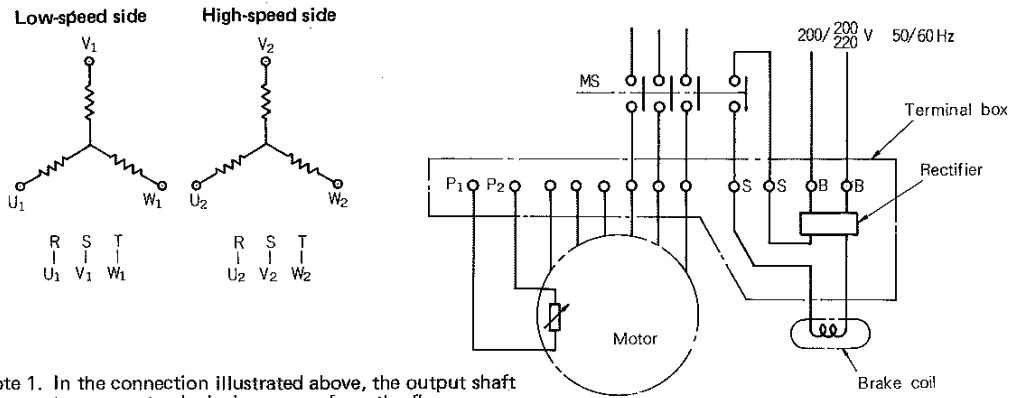 Low-speed side
High-speed side
V1
V2
U1
W1
U2
W2
R S T
U1 V1 W1
R S T
U2 V2 W2
MS
200/200/220 V 50/60 Hz
Terminal box
Rectifier
P1 P2
S S B B
Motor
Brake coil
ote 1. In the connection illustrated above, the output shaft